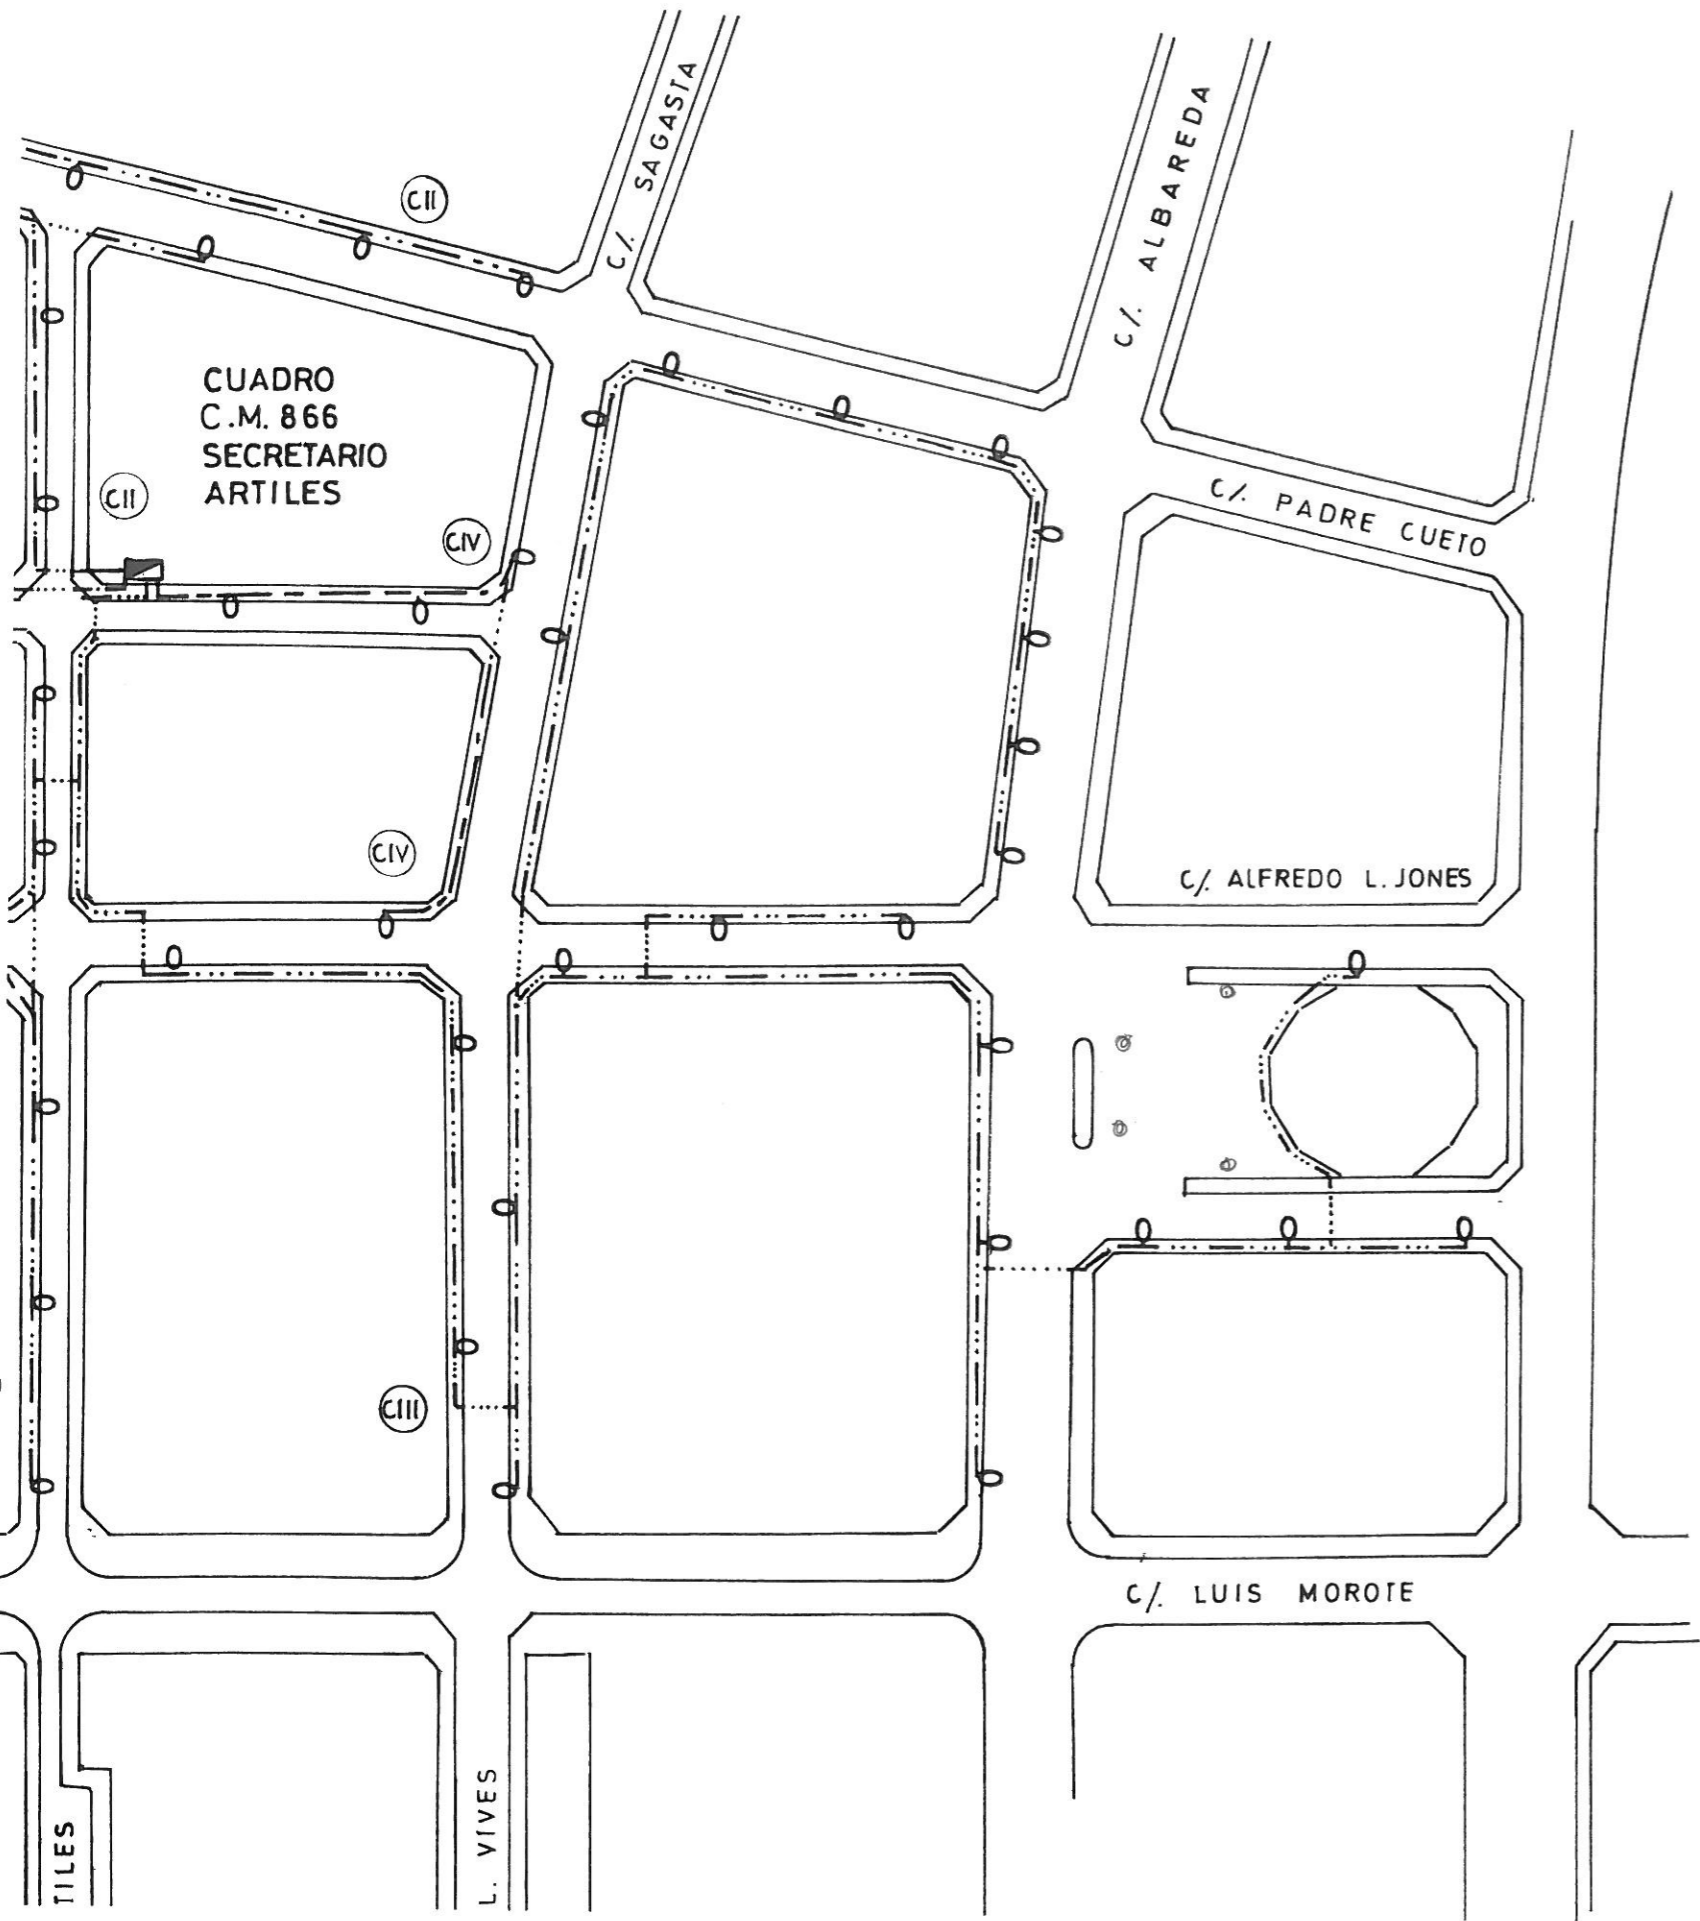 C/. SAGASTA
C/. ALBAREDA
CII
CUADRO
C.M. 866
SECRETARIO
ARTILES
CII
CIV
C/. PADRE CUETO
CIV
C/. ALFREDO L. JONES
CIII
C/. LUIS MOROTE
TILES
L. VIVES